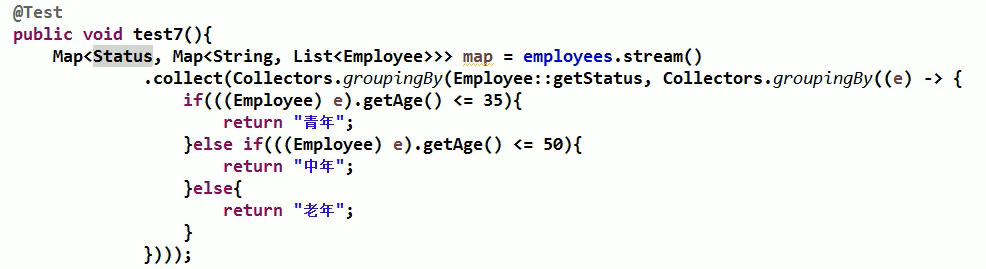 @Test
public void test7(){
Map<Status, Map<String, List<Employee>>> map = employees.stream()
.collect(Collectors.groupingBy(Employee::getStatus, Collectors.groupingBy((e) -> {
if(((Employee) e).getAge() <= 35){
return "青年";
}else if(((Employee) e).getAge() <= 50){
return "中年";
}else{
return "老年";
}
})));